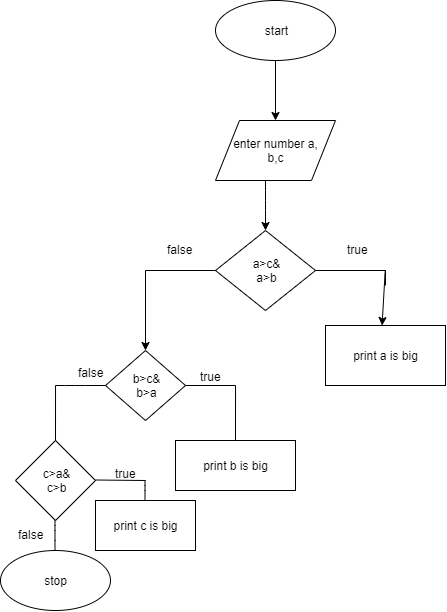 start
enter number a,
b,c
false
true
a>c&
a>b
print a is big
false
b>c&
b>a
true
print b is big
c>a&
c>b
true
false
print c is big
stop